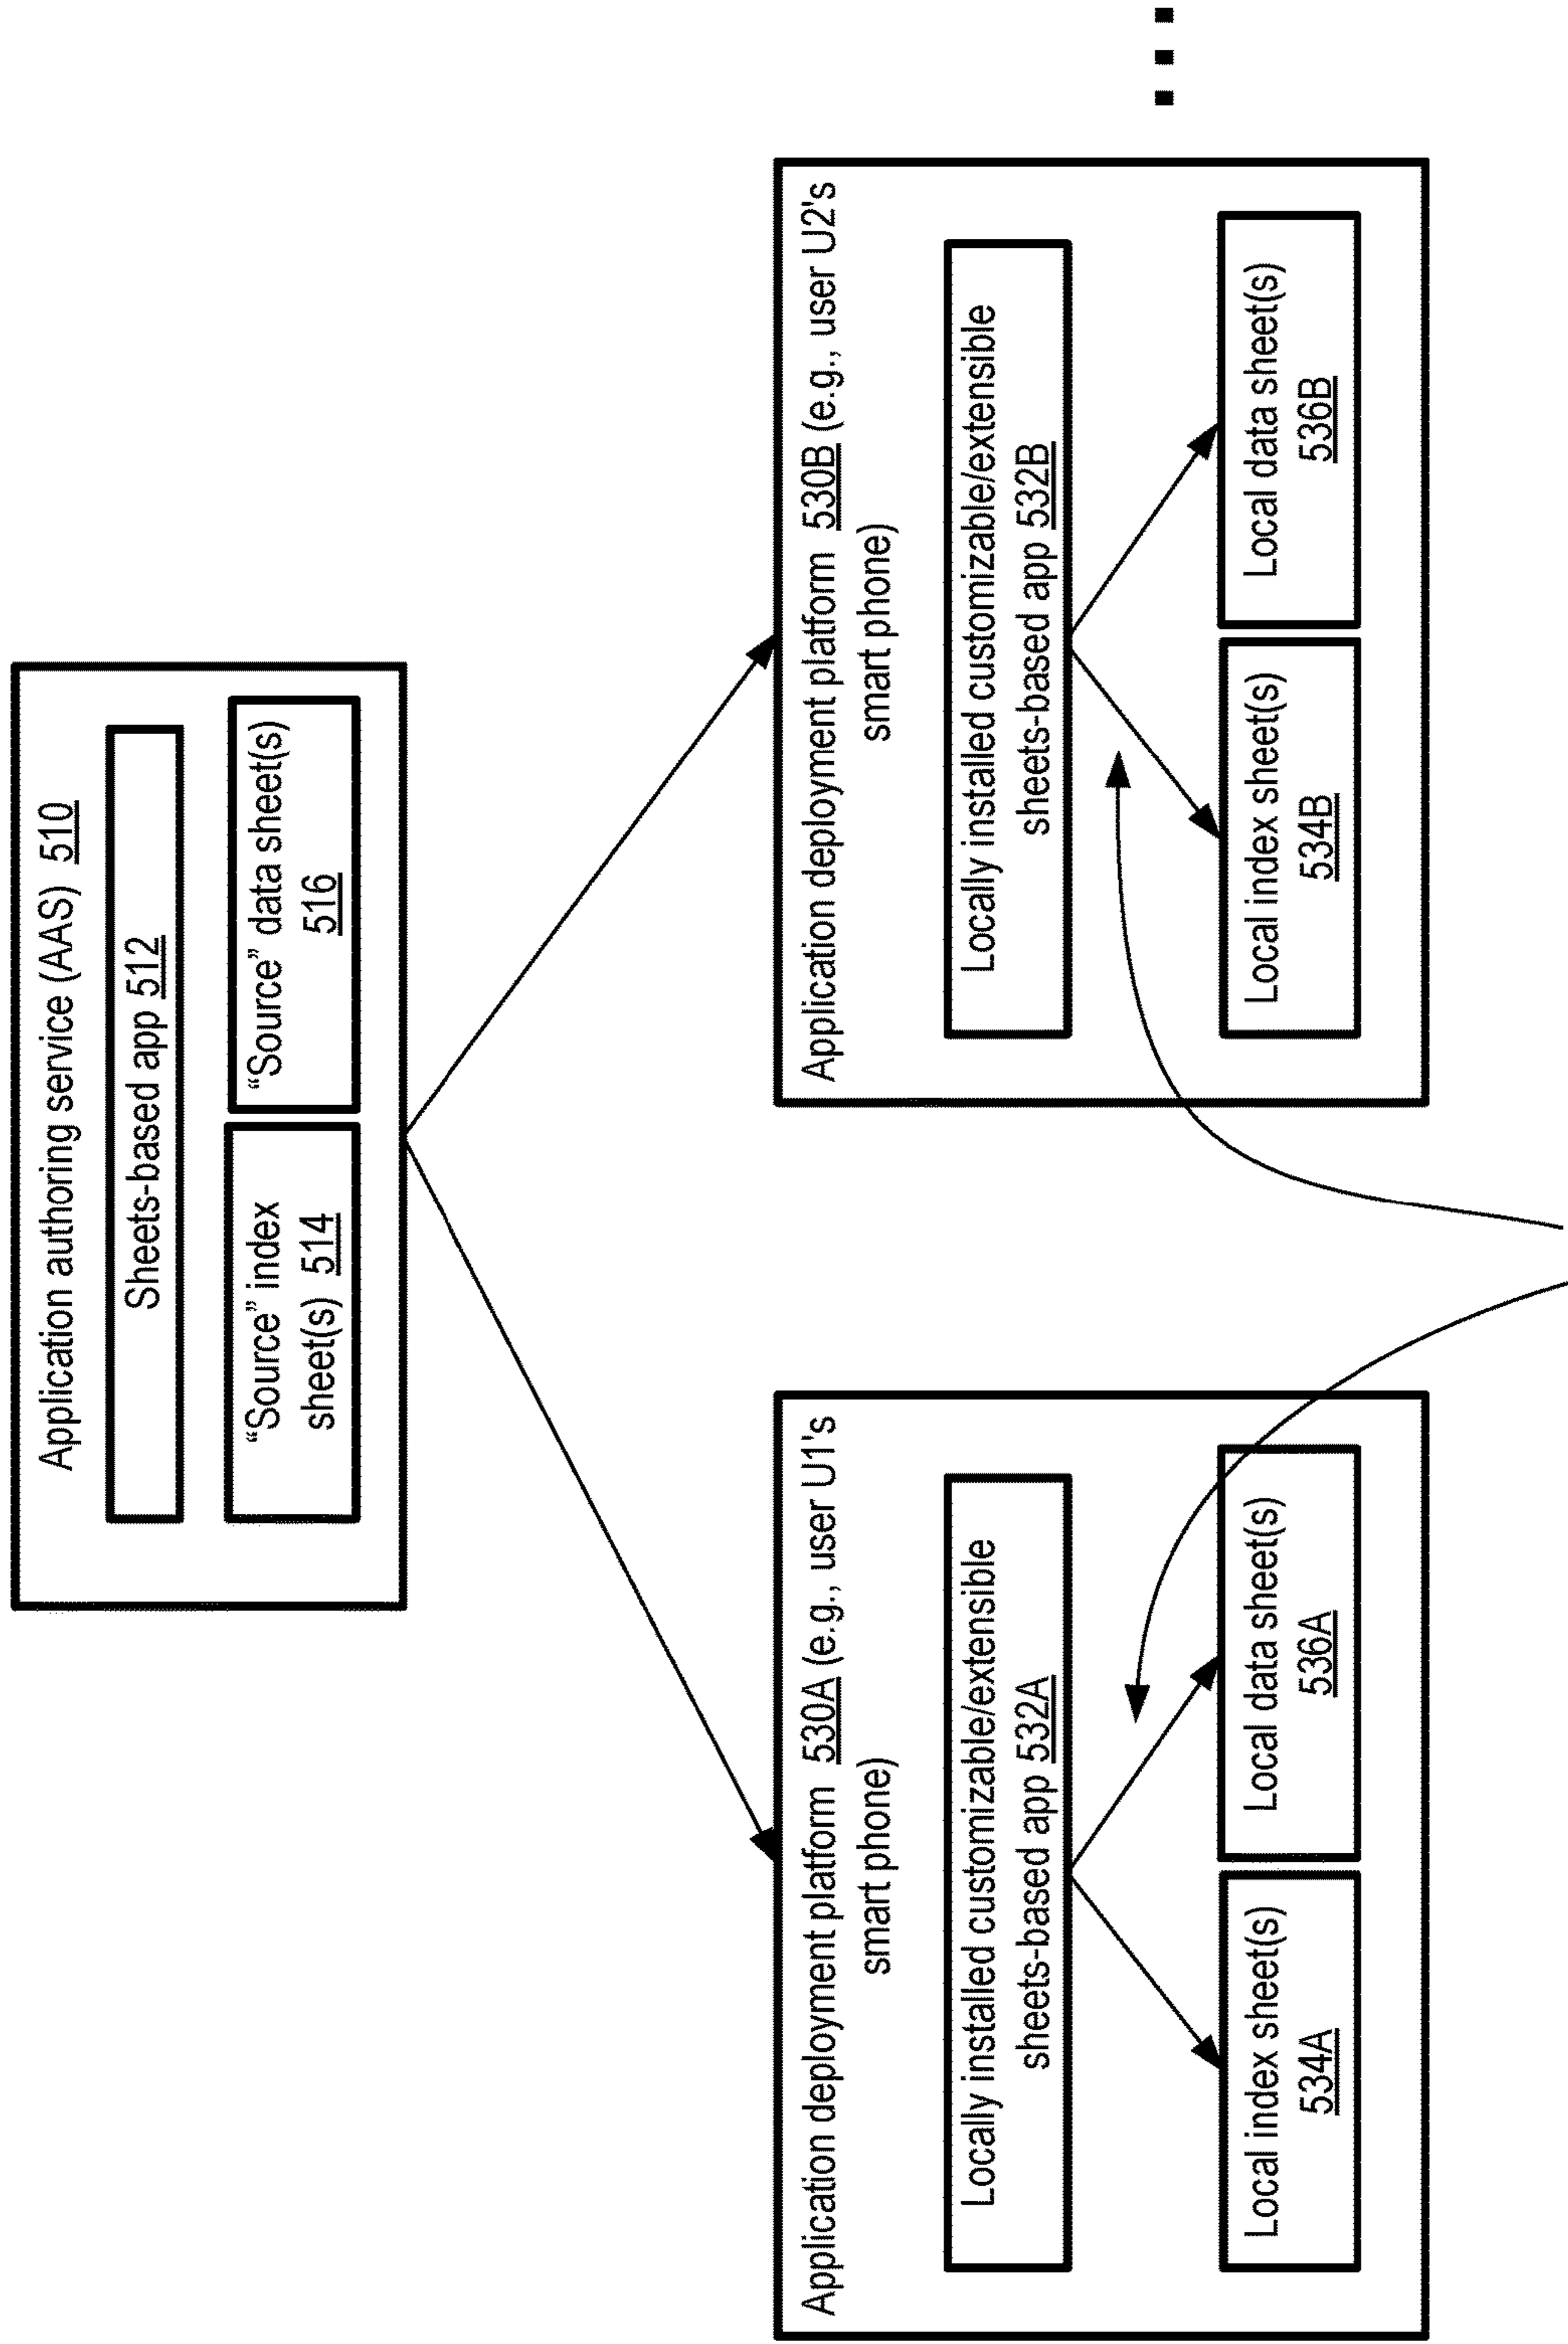 Application authoring service (AAS) 510
Sheets-based app 512
“Source” index
sheet(s) 514
“Source” data sheet(s)
516
Application deployment platform 530A (e.g., user U1's
smart phone)
Locally installed customizable/extensible
sheets-based app 532A
Local index sheet(s)
534A
Local data sheet(s)
536A
Application deployment platform 530B (e.g., user U2's
smart phone)
Locally installed customizable/extensible
sheets-based app 532B
Local index sheet(s)
534B
Local data sheet(s)
536B